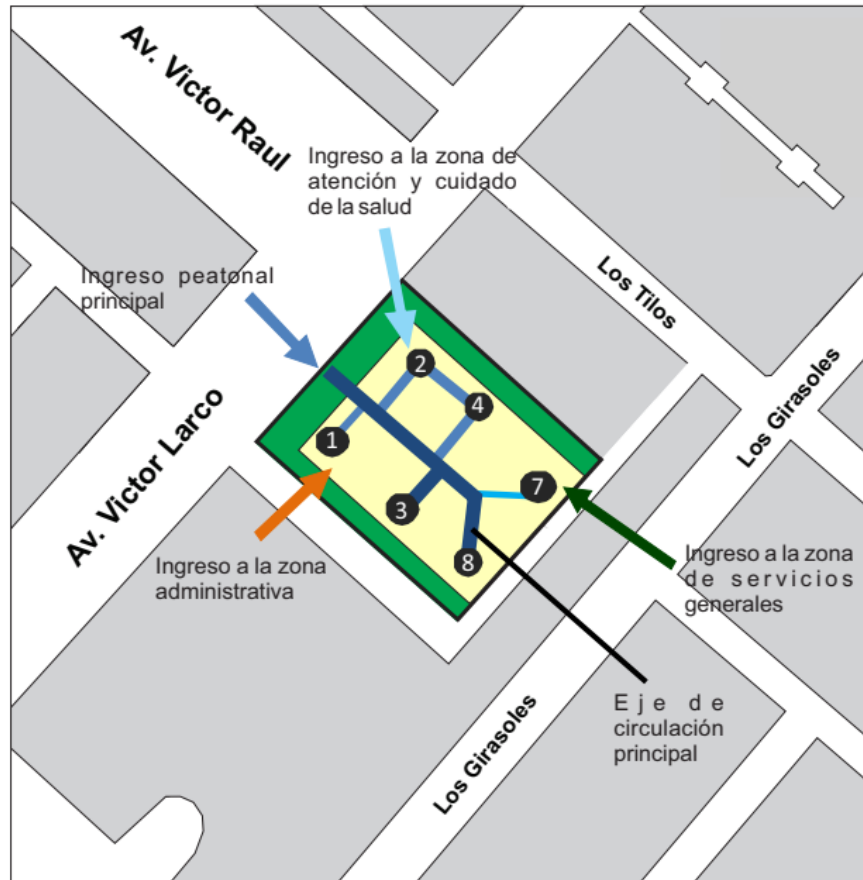 Av. Victor Raul
Ingreso a la zona de
atención y cuidado
de la salud
Ingreso peatonal
principal
Los Tilos
Los Girasoles
2
4
1
Av. Victor Larco
7
3
8
Ingreso a la zona
administrativa
Ingreso a la zona
de servicios
generales
Eje de
circulación
principal
Los Girasoles